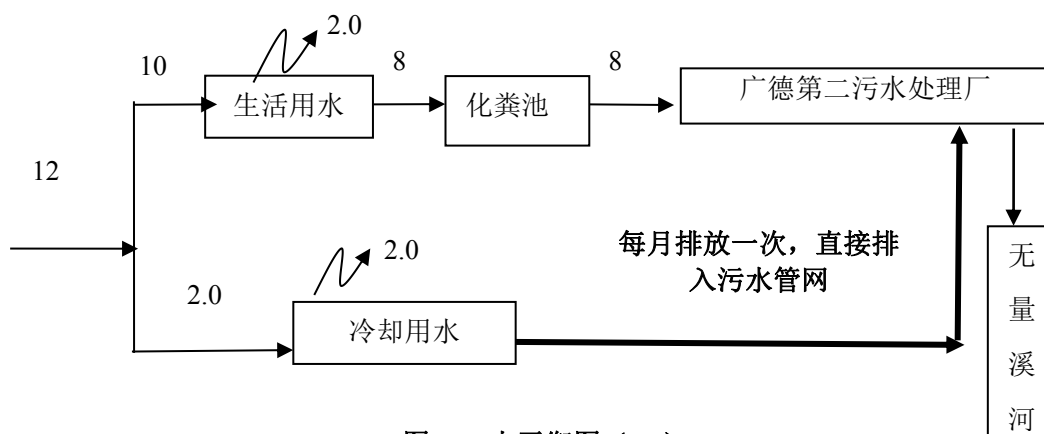 2.0
10
8
8
生活用水
化粪池
广德第二污水处理厂
12
每月排放一次，直接排
入污水管网
2.0
2.0
冷却用水
无
量
溪
河